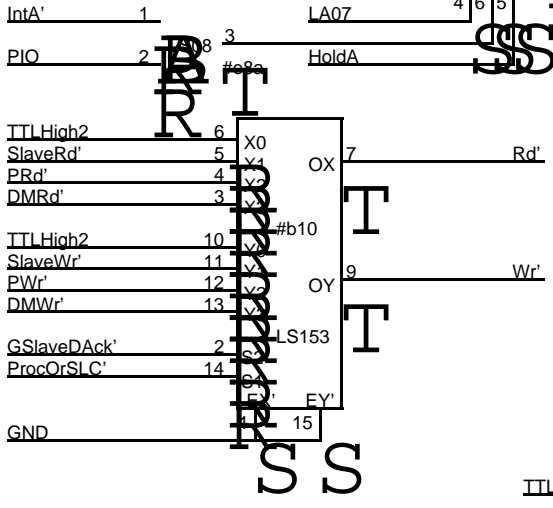 IntA' 1 LA07 4 6 5
PIO 2 3
HoldA S S S
B
R
T
TTLHigh2 6 X0
SlaveRd' 5 X1 OX 7 Rd'
PRd' 4 X2
DMRd' 3
T
#b10
TTLHigh2 10
SlaveWr' 11
PWr' 12 OY 9 Wr'
DMWr' 13
T
LS153
GSlaveDAck' 2
ProcOrSLC' 14
EX' EY'
15
GND
S S
TTL